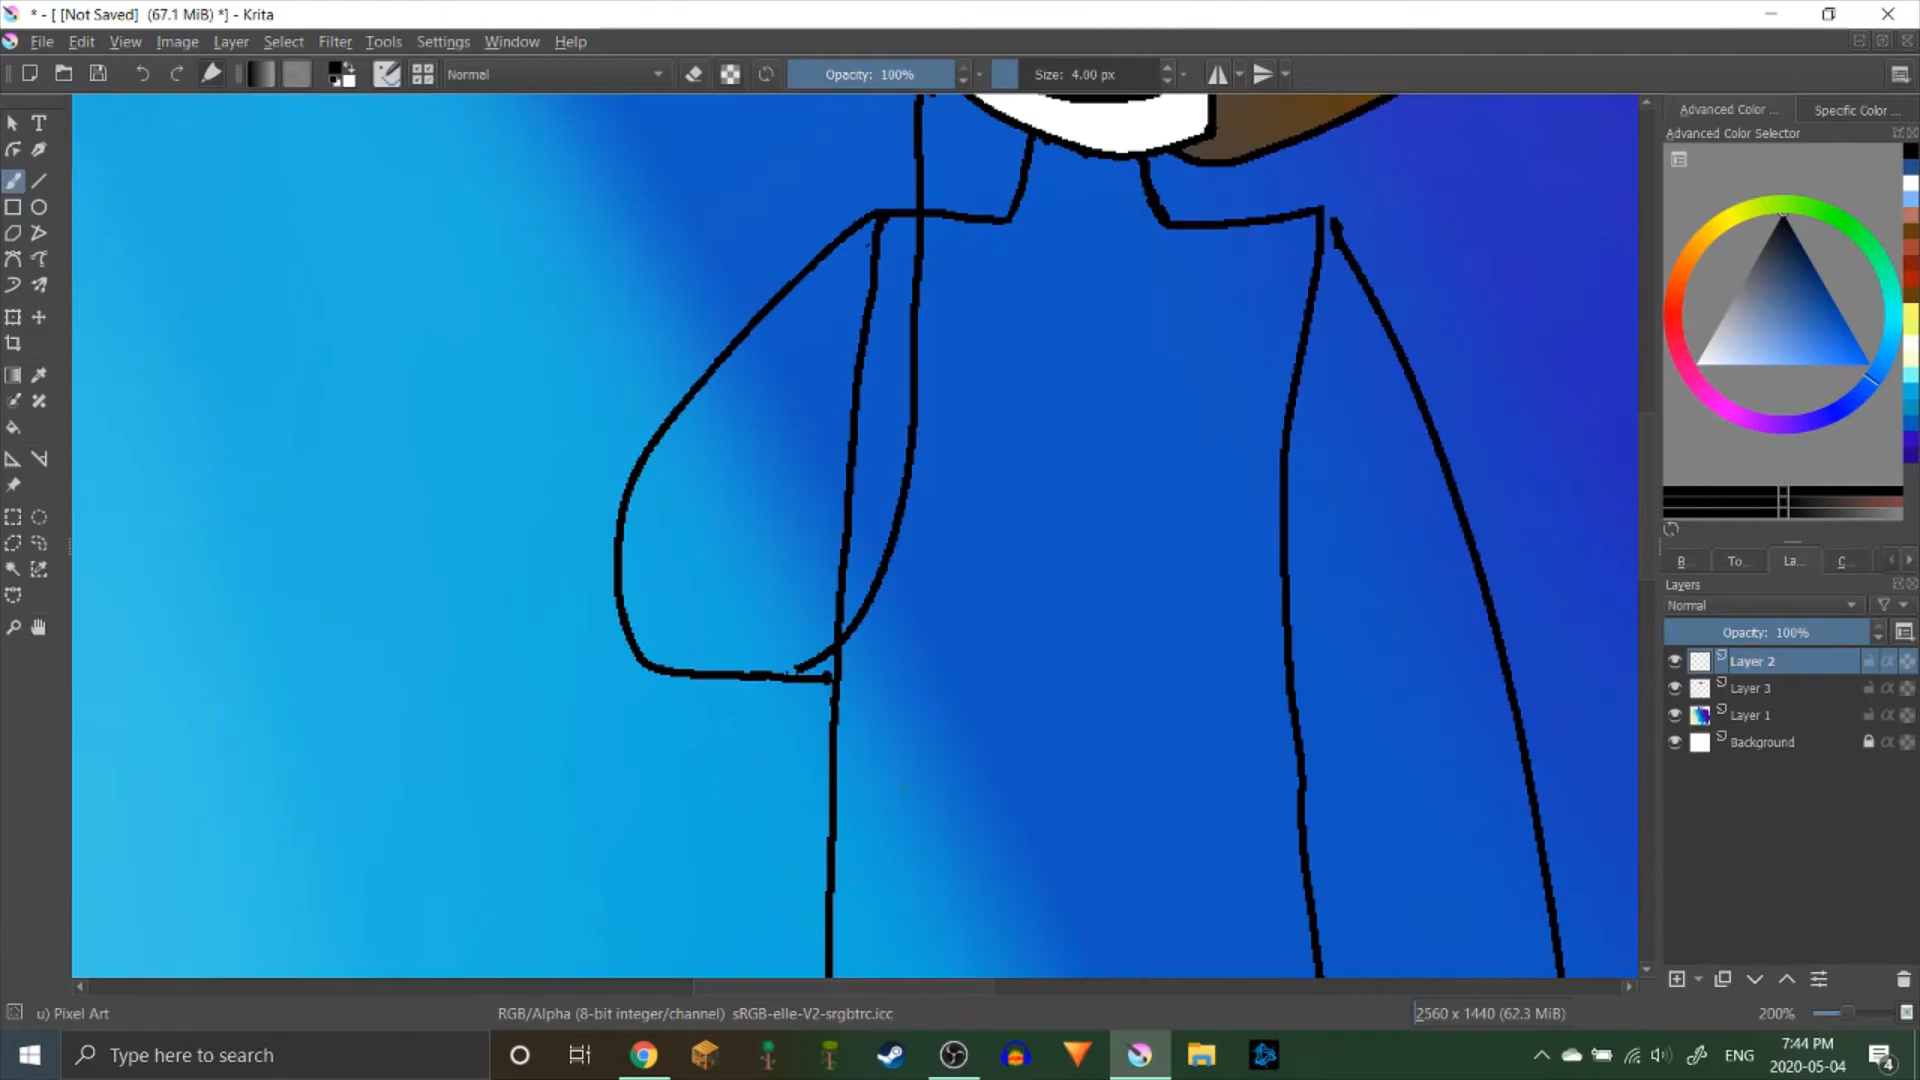 * - [ [Not Saved]  (67.1 MiB) *] - Krita
File Edit View Image Layer Select Filter Tools Settings Window Help
Normal Opacity: 100% Size: 4.00 px
Advanced Color ... Specific Color ...
Advanced Color Selector
B... To... La... C...
Layers
Normal
Opacity: 100%
Layer 2
Layer 3
Layer 1
Background
u) Pixel Art RGB/Alpha (8-bit integer/channel)  sRGB-elle-V2-srgbtrc.icc 2560 x 1440 (62.3 MiB) 200%
Type here to search ENG 7:44 PM
2020-05-04 4